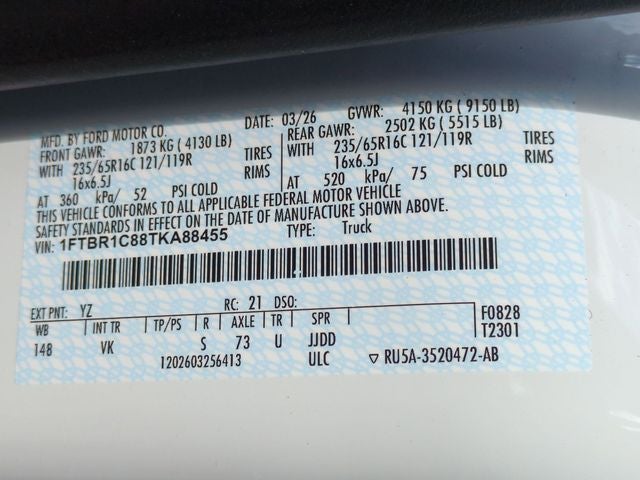 MFD. BY FORD MOTOR CO. DATE: 03/26 GVWR: 4150 KG ( 9150 LB)
FRONT GAWR: 1873 KG ( 4130 LB) REAR GAWR: 2502 KG ( 5515 LB)
WITH 235/65R16C 121/119R TIRES WITH 235/65R16C 121/119R TIRES
16x6.5J RIMS 16x6.5J RIMS
AT 360 kPa/ 52 PSI COLD AT 520 kPa/ 75 PSI COLD
THIS VEHICLE CONFORMS TO ALL APPLICABLE FEDERAL MOTOR VEHICLE
SAFETY STANDARDS IN EFFECT ON THE DATE OF MANUFACTURE SHOWN ABOVE.
VIN: 1FTBR1C88TKA88455 TYPE: Truck
EXT PNT: YZ RC: 21 DSO: F0828
WB INT TR TP/PS R AXLE TR SPR T2301
148 VK S 73 U JJDD
1202603256413 ULC ▽ RU5A-3520472-AB